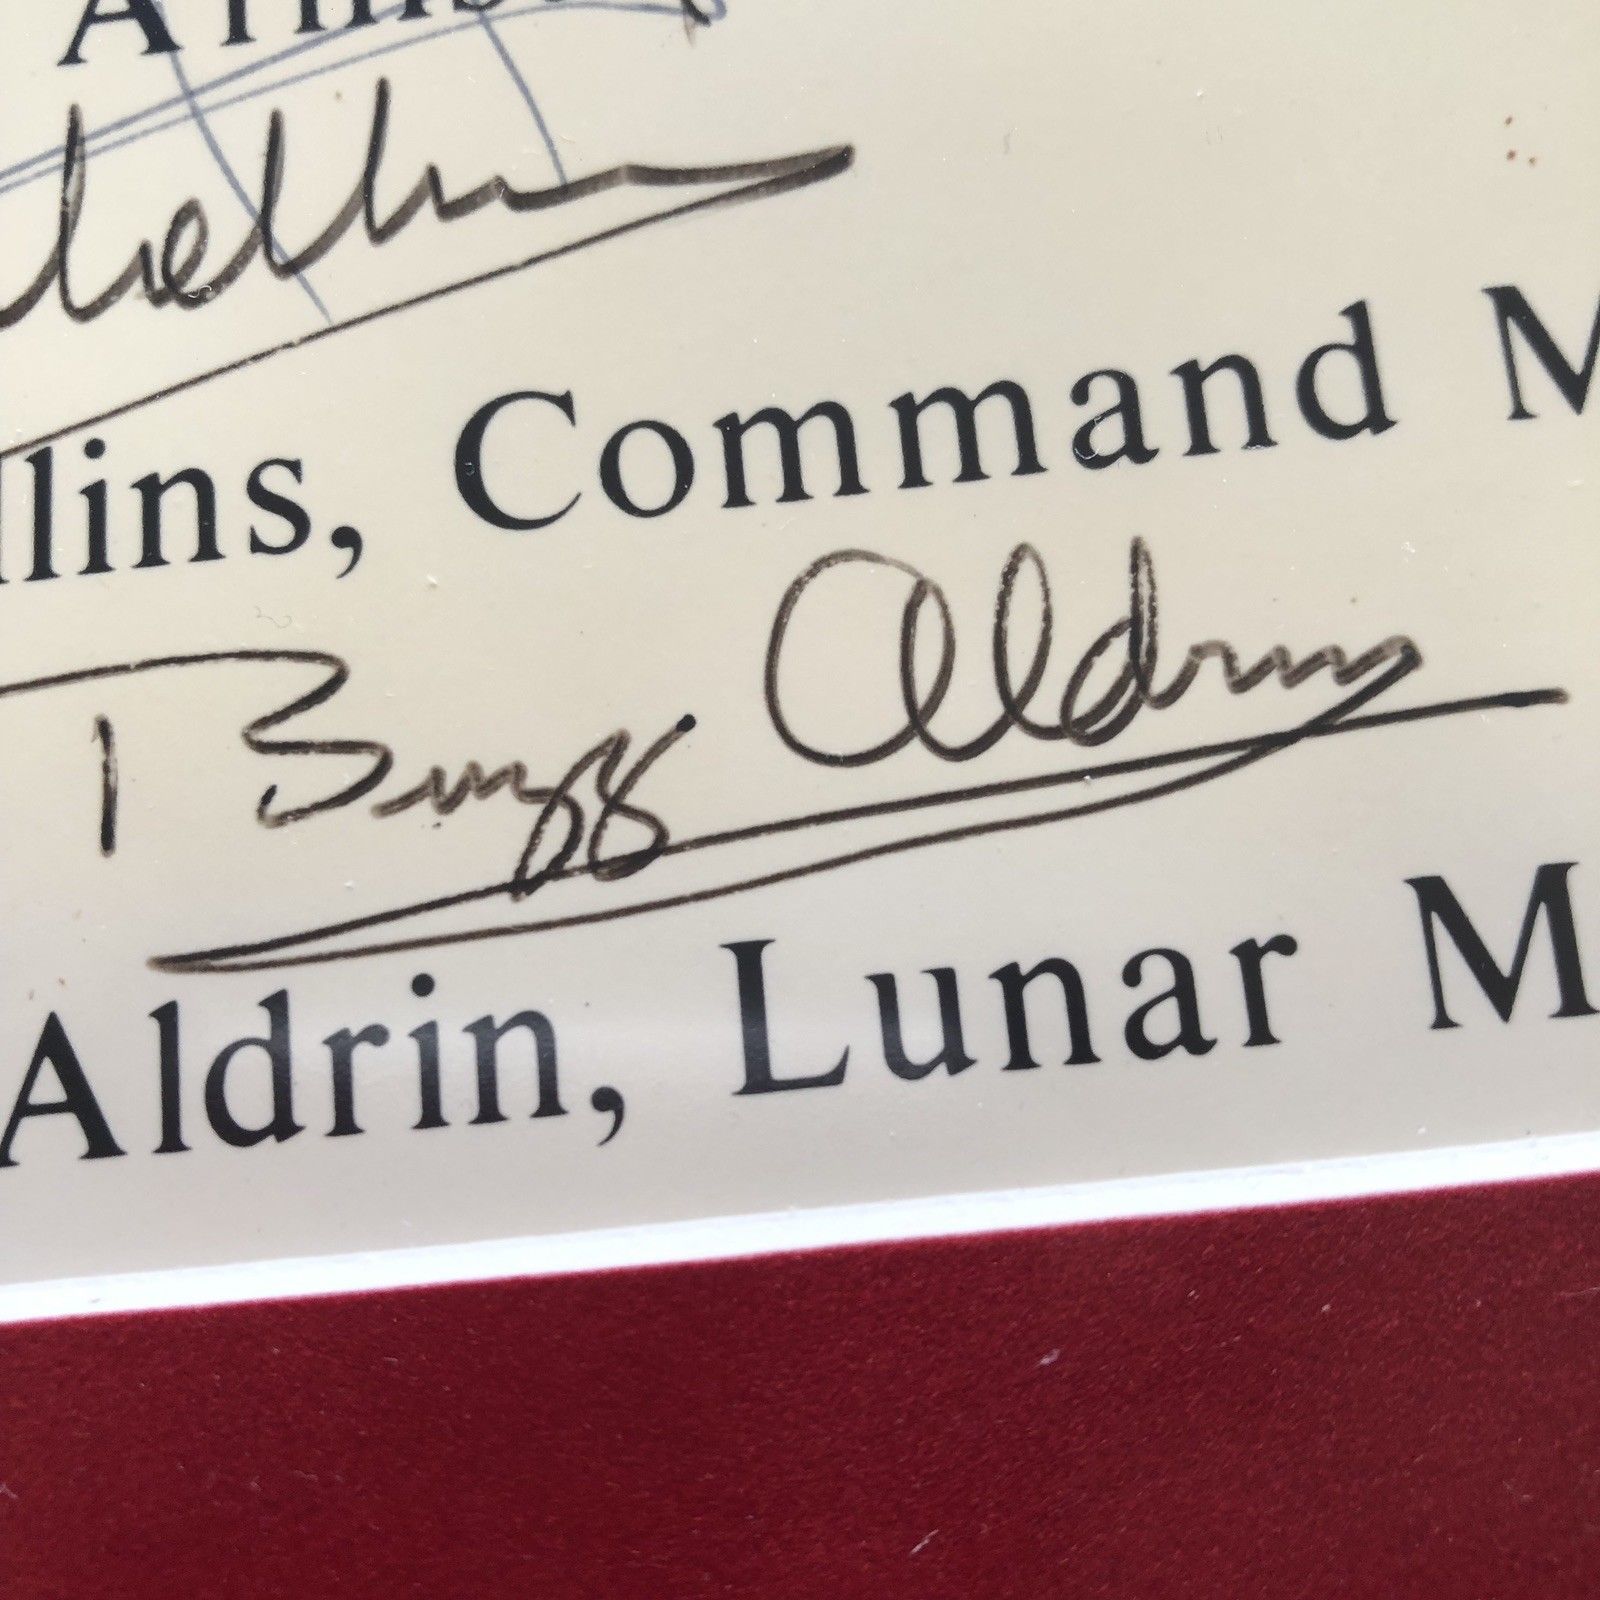 llins, Command M
Buzz Aldrin
Aldrin, Lunar M